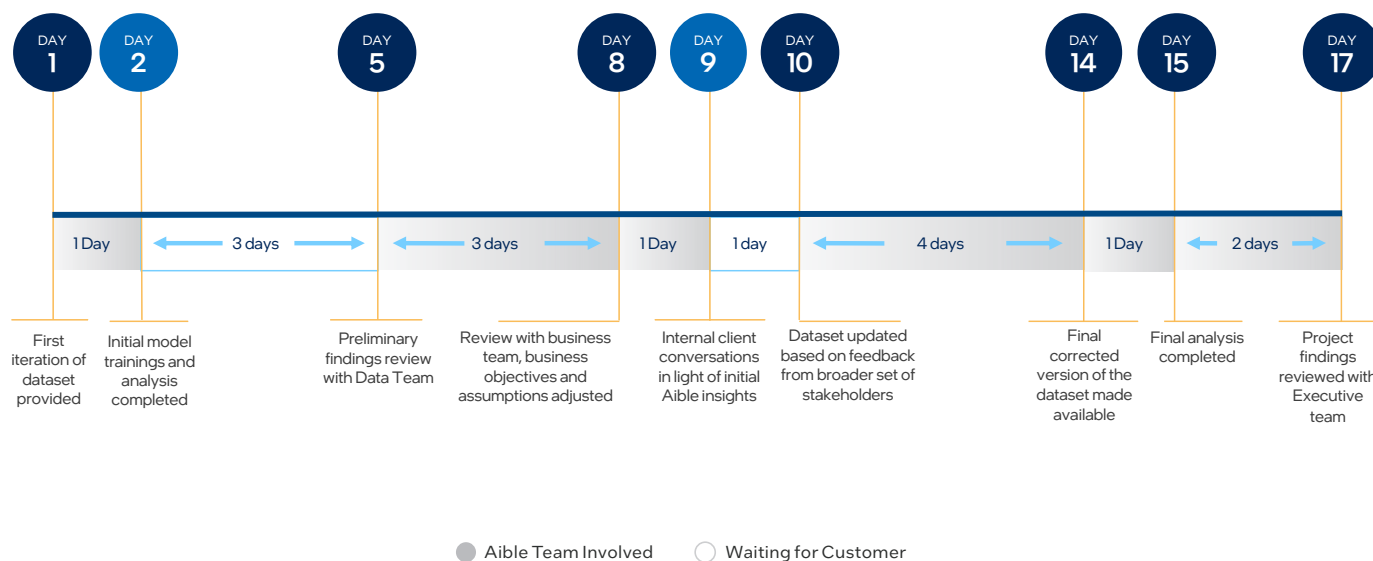 DAY
1
DAY
2
DAY
5
DAY
8
DAY
9
DAY
10
DAY
14
DAY
15
DAY
17
1 Day
3 days
3 days
1 Day
1 day
4 days
1 Day
2 days
First
iteration of
dataset
provided
Initial model
trainings and
analysis
completed
Preliminary
findings review
with Data Team
Review with business
team, business
objectives and
assumptions adjusted
Internal client
conversations
in light of initial
Aible insights
Dataset updated
based on feedback
from broader set of
stakeholders
Final
corrected
version of the
dataset made
available
Final analysis
completed
Project
findings
reviewed with
Executive
team
Aible Team Involved
Waiting for Customer